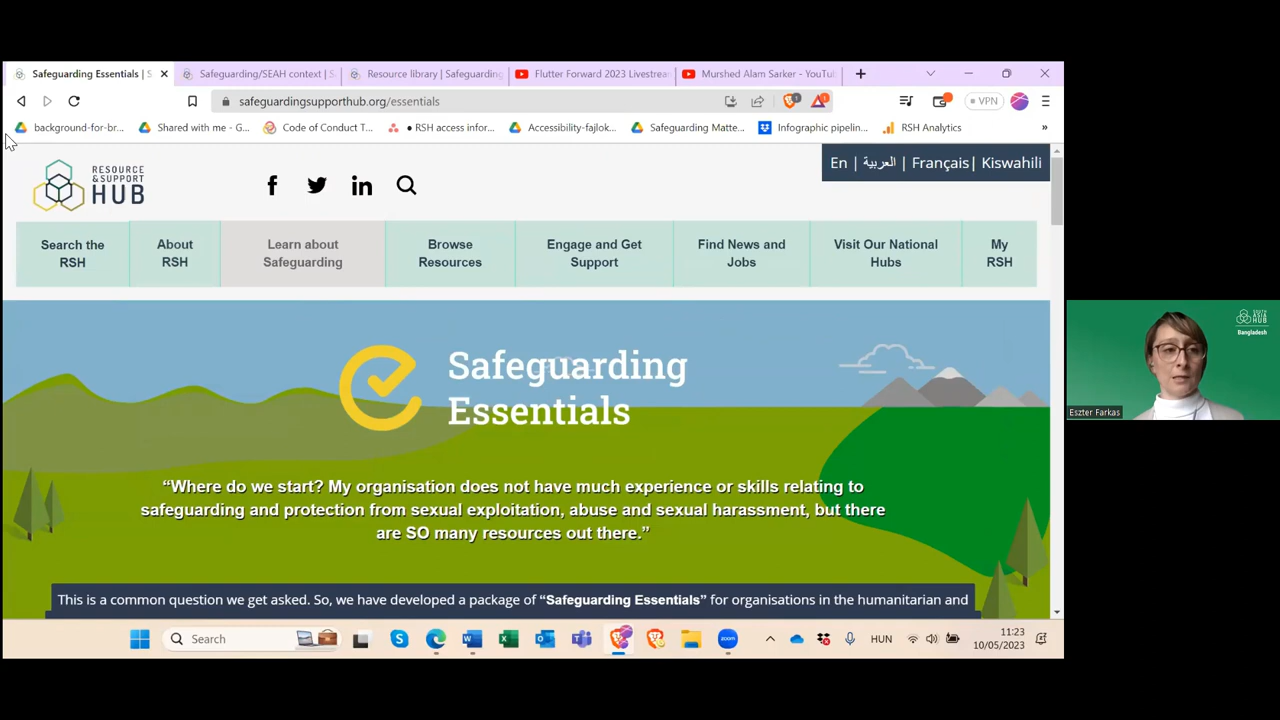 Safeguarding Essentials | S
Safeguarding/SEAH context | S
Resource library | Safeguarding
Flutter Forward 2023 Livestream
Murshed Alam Sarker - YouTu
safeguardingsupporthub.org/essentials
VPN
background-for-br...
Shared with me - G...
Code of Conduct T...
• RSH access infor...
Accessibility-fajlok...
Safeguarding Matte...
Infographic pipelin...
RSH Analytics
»
RESOURCE
& SUPPORT
HUB
En | العربية | Français| Kiswahili
Search the
RSH
About
RSH
Learn about
Safeguarding
Browse
Resources
Engage and Get
Support
Find News and
Jobs
Visit Our National
Hubs
My
RSH
Safeguarding
Essentials
“Where do we start? My organisation does not have much experience or skills relating to
safeguarding and protection from sexual exploitation, abuse and sexual harassment, but there
are SO many resources out there.”
This is a common question we get asked. So, we have developed a package of “Safeguarding Essentials” for organisations in the humanitarian and
Search
HUN
11:23
10/05/2023
HUB
Bangladesh
Eszter Farkas